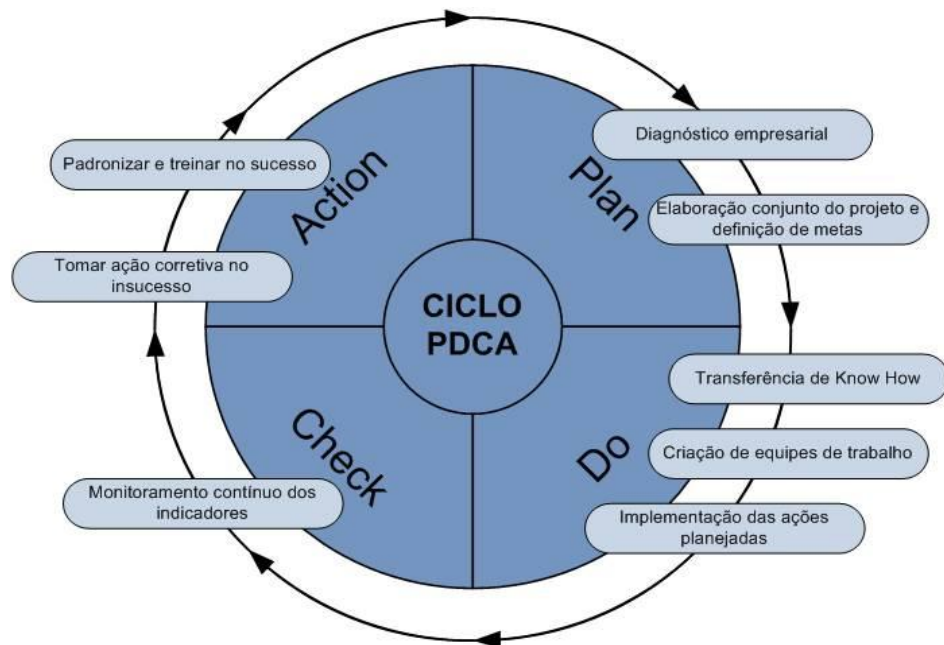 Padronizar e treinar no sucesso
Tomar ação corretiva no
insucesso
Action
Plan
Diagnóstico empresarial
Elaboração conjunto do projeto e
definição de metas
CICLO
PDCA
Transferência de Know How
Criação de equipes de trabalho
Implementação das ações
planejadas
Do
Check
Monitoramento contínuo dos
indicadores